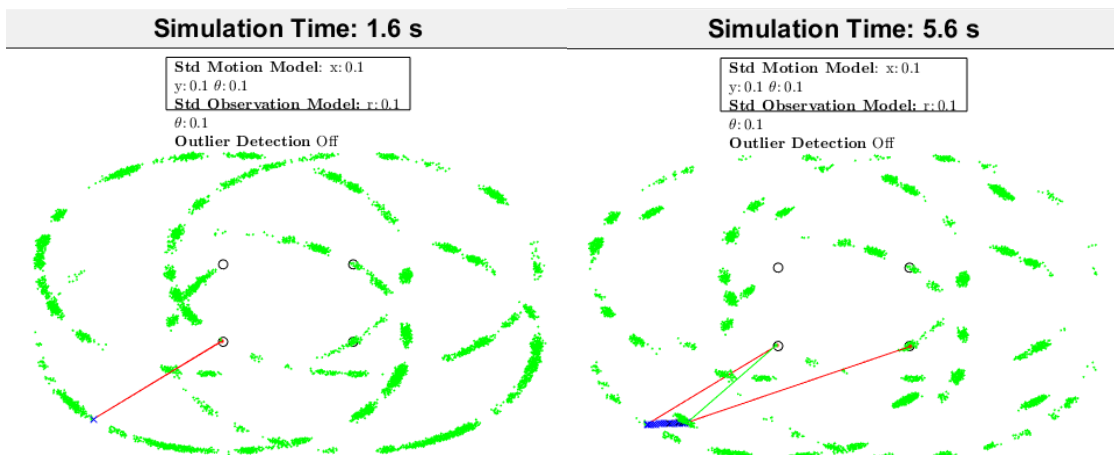 Simulation Time: 1.6 s
Std Motion Model: x: 0.1
y: 0.1 θ: 0.1
Std Observation Model: r: 0.1
θ: 0.1
Outlier Detection Off
Simulation Time: 5.6 s
Std Motion Model: x: 0.1
y: 0.1 θ: 0.1
Std Observation Model: r: 0.1
θ: 0.1
Outlier Detection Off